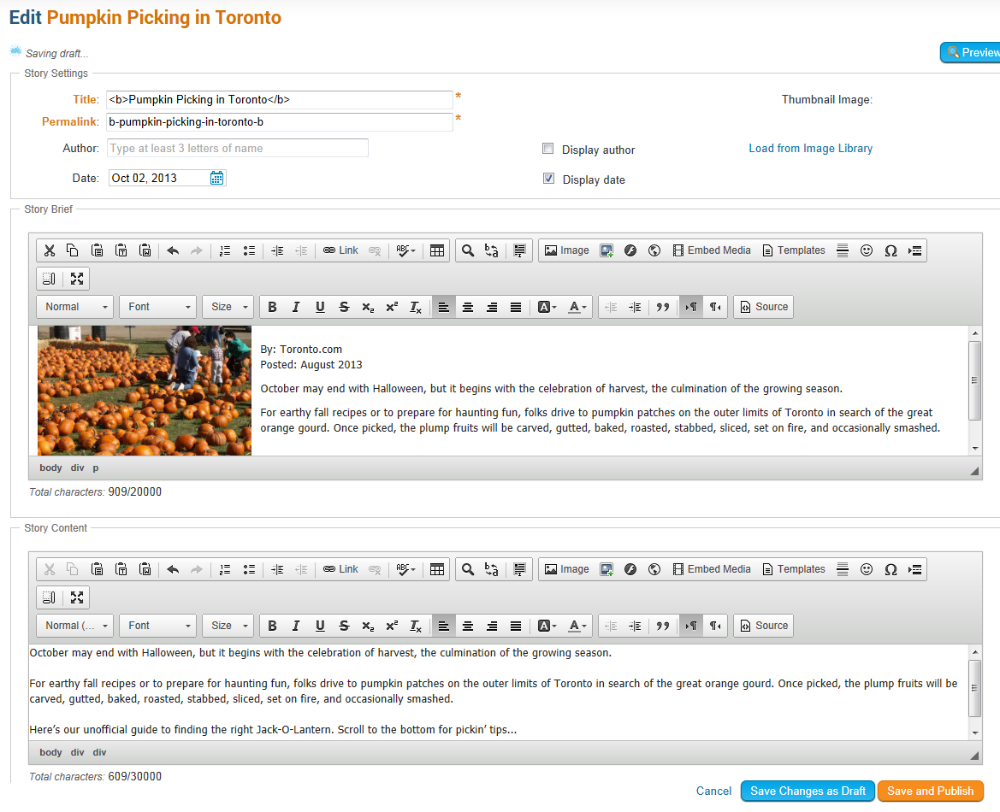 Edit Pumpkin Picking in Toronto
Saving draft...
Preview
Story Settings
Title: <b>Pumpkin Picking in Toronto</b> *
Thumbnail Image:
Permalink: b-pumpkin-picking-in-toronto-b *
Author: Type at least 3 letters of name
Display author
Load from Image Library
Date: Oct 02, 2013
Display date
Story Brief
Link ABC Image Embed Media Templates Ω
Normal Font Size B I U S x₂ x² Tx A A Source
By: Toronto.com
Posted: August 2013
October may end with Halloween, but it begins with the celebration of harvest, the culmination of the growing season.
For earthy fall recipes or to prepare for haunting fun, folks drive to pumpkin patches on the outer limits of Toronto in search of the great
orange gourd. Once picked, the plump fruits will be carved, gutted, baked, roasted, stabbed, sliced, set on fire, and occasionally smashed.
body div p
Total characters: 909/20000
Story Content
Link ABC Image Embed Media Templates Ω
Normal (... Font Size B I U S x₂ x² Tx A A Source
October may end with Halloween, but it begins with the celebration of harvest, the culmination of the growing season.
For earthy fall recipes or to prepare for haunting fun, folks drive to pumpkin patches on the outer limits of Toronto in search of the great orange gourd. Once picked, the plump fruits will be
carved, gutted, baked, roasted, stabbed, sliced, set on fire, and occasionally smashed.
Here’s our unofficial guide to finding the right Jack-O-Lantern. Scroll to the bottom for pickin’ tips...
body div div
Total characters: 609/30000
Cancel Save Changes as Draft Save and Publish